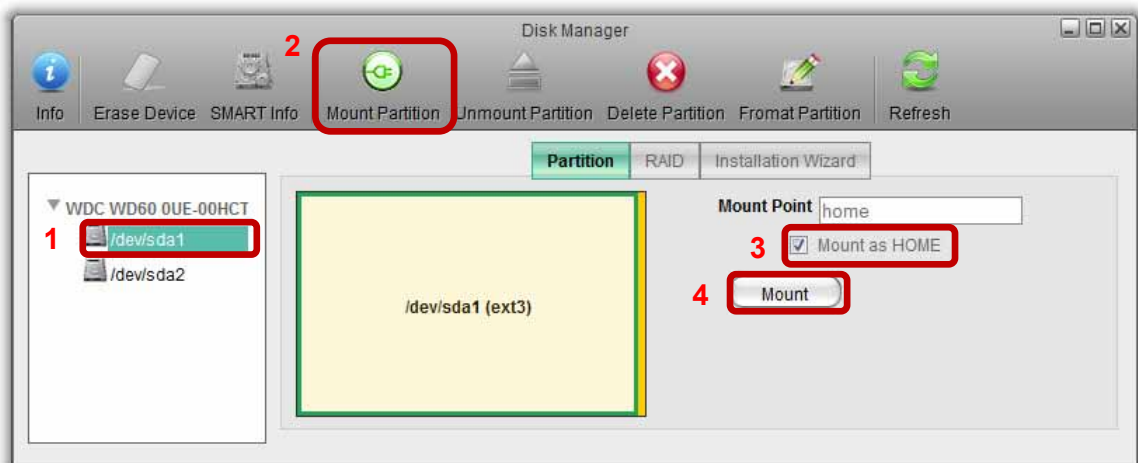 Disk Manager
2
Info Erase Device SMART Info Mount Partition Unmount Partition Delete Partition Fromat Partition Refresh
Partition RAID Installation Wizard
WDC WD60 0UE-00HCT
1 /dev/sda1
/dev/sda2
/dev/sda1 (ext3)
Mount Point home
3 Mount as HOME
4 Mount